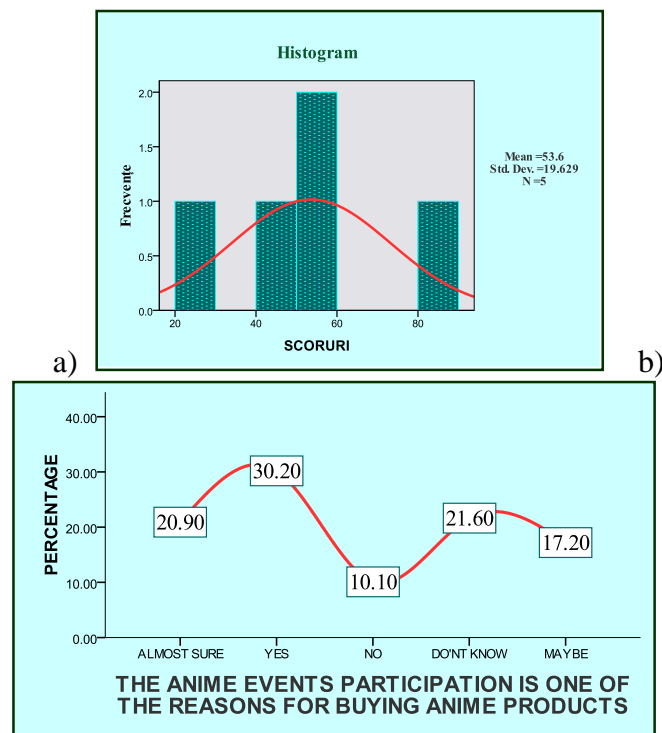 Histogram
Frecvențe
2.0
1.5
1.0
0.5
0.0
20
40
60
80
SCORURI
Mean =53.6
Std. Dev. =19.629
N =5
a)
b)
PERCENTAGE
40.00
30.00
20.00
10.00
0.00
20.90
30.20
10.10
21.60
17.20
ALMOST SURE
YES
NO
DO'NT KNOW
MAYBE
THE ANIME EVENTS PARTICIPATION IS ONE OF
THE REASONS FOR BUYING ANIME PRODUCTS